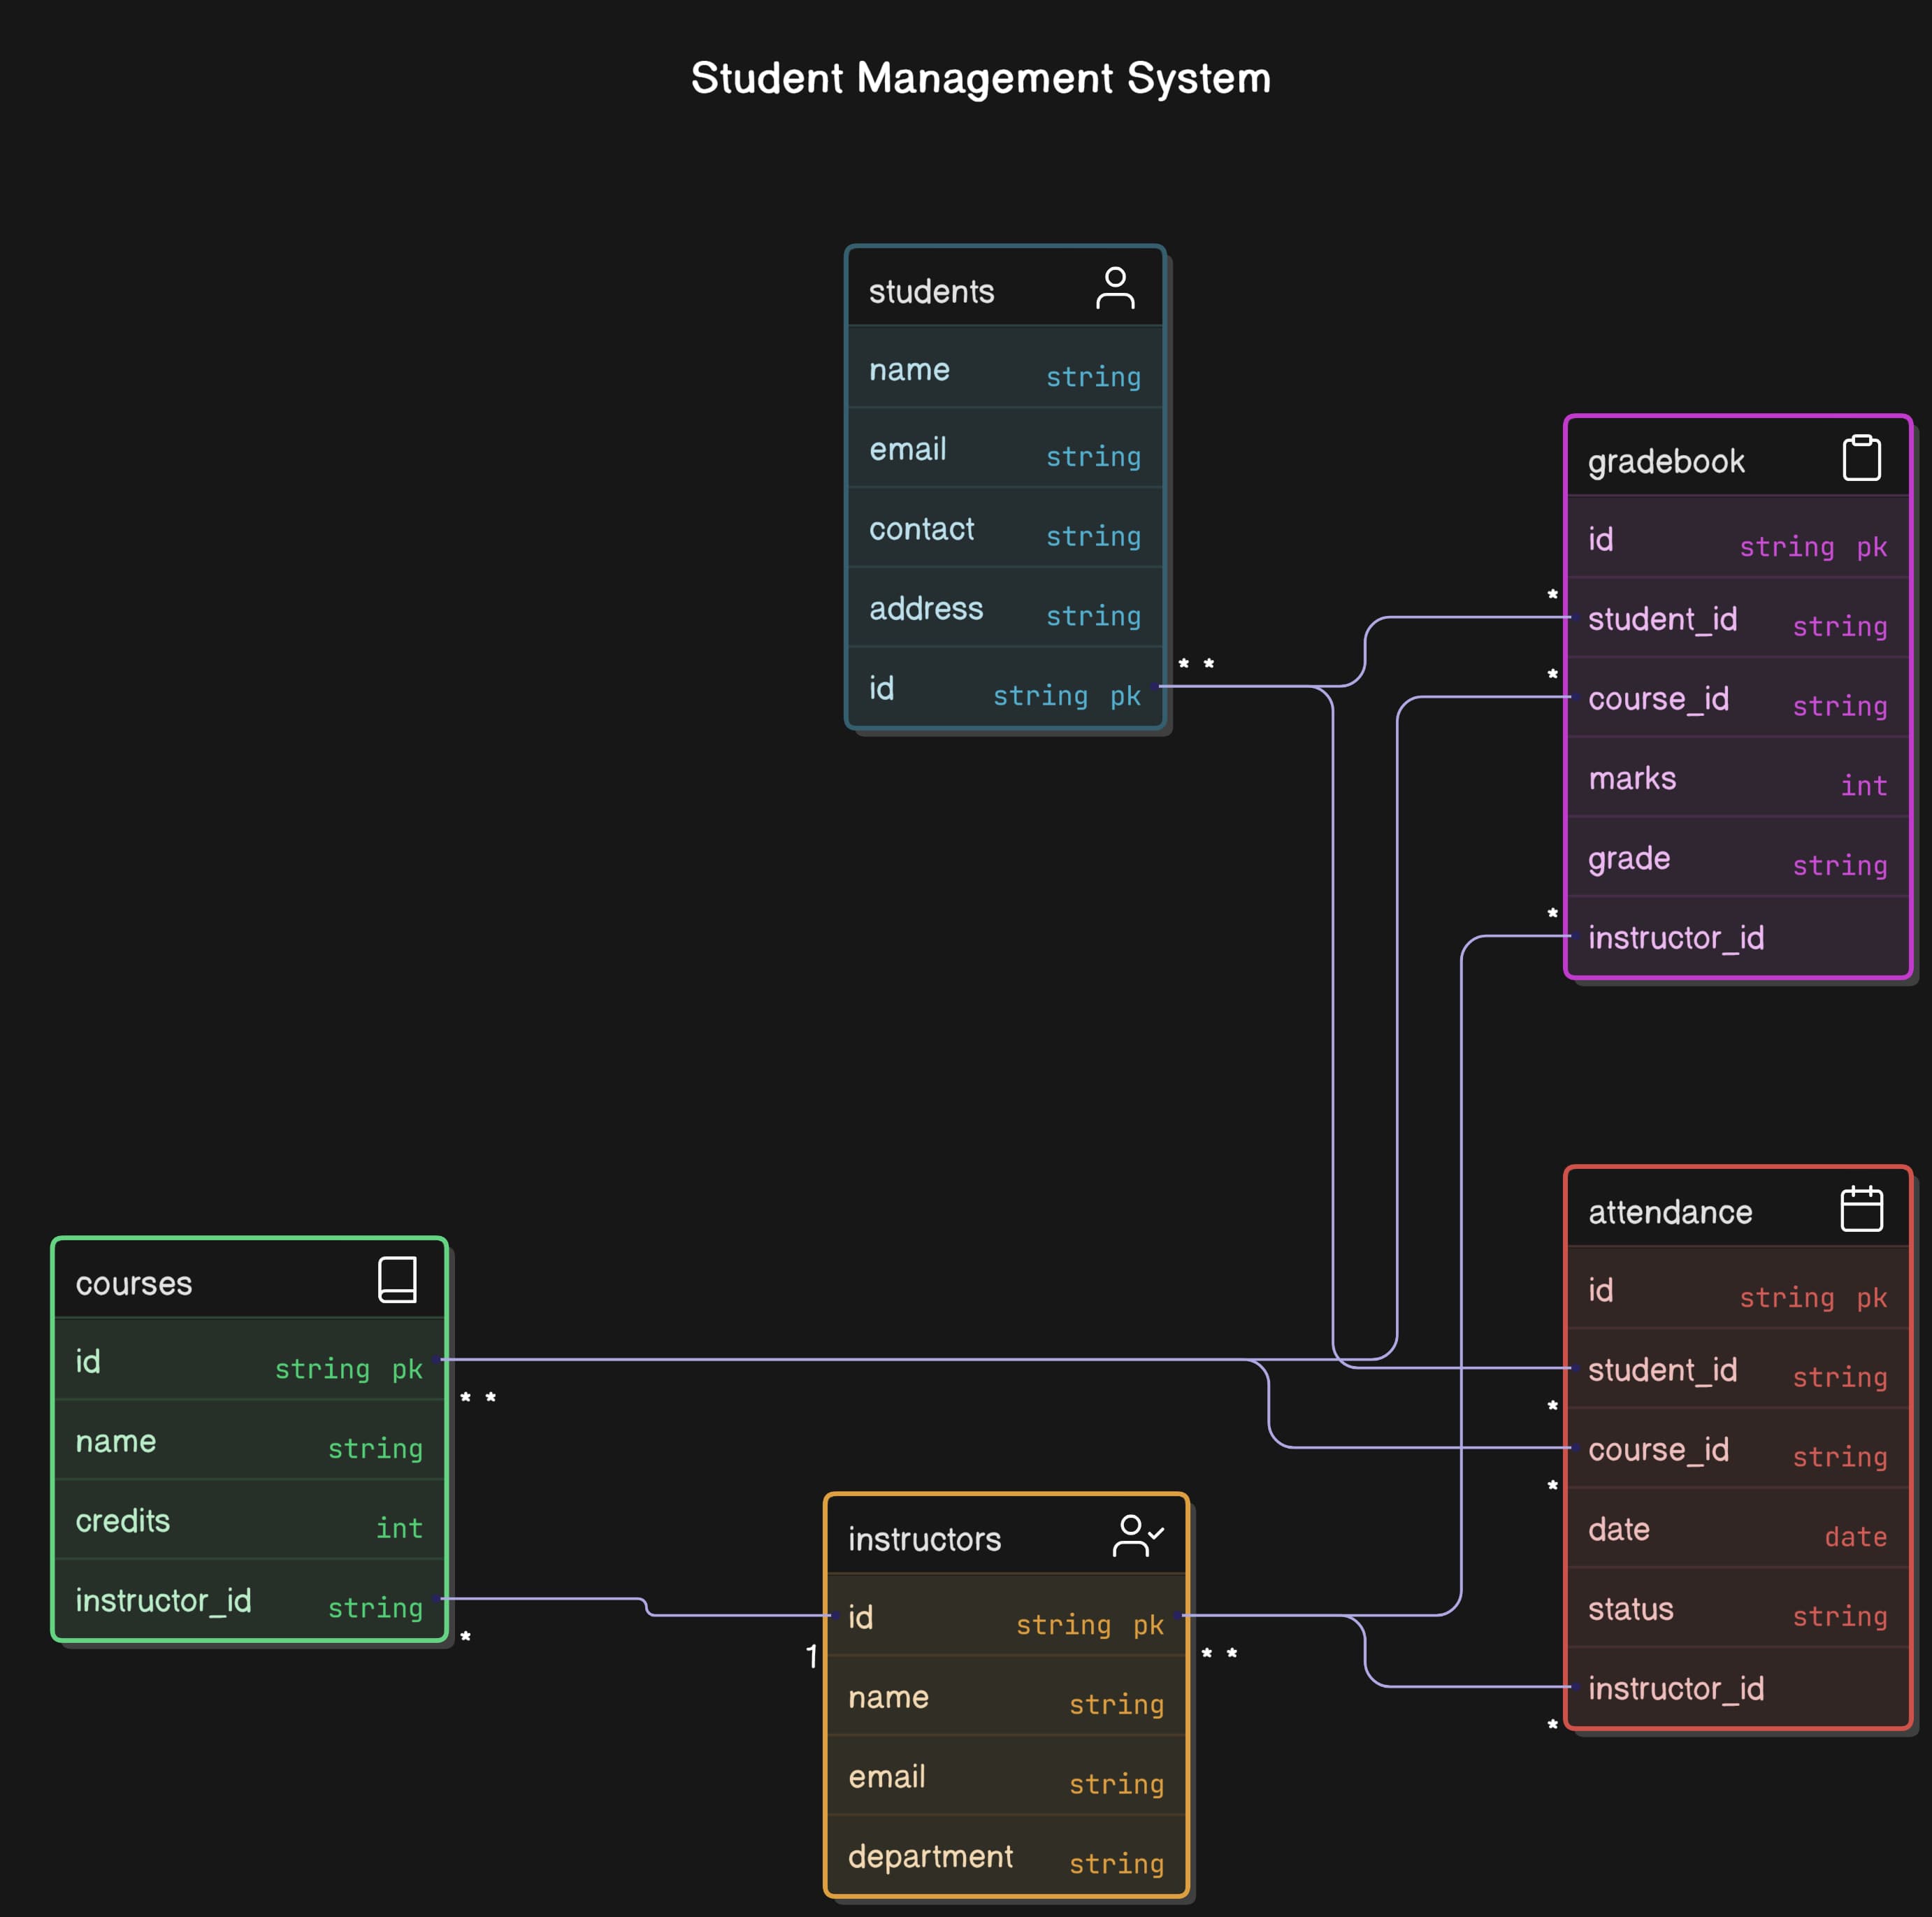 Student Management System
students
name string
email string
contact string
address string
id string pk
* *
gradebook
id string pk
*
student_id string
*
course_id string
marks int
grade string
*
instructor_id
courses
id string pk
* *
name string
credits int
instructor_id string
*
instructors
id string pk
1
* *
name string
email string
department string
attendance
id string pk
student_id string
*
course_id string
*
date date
status string
instructor_id
*